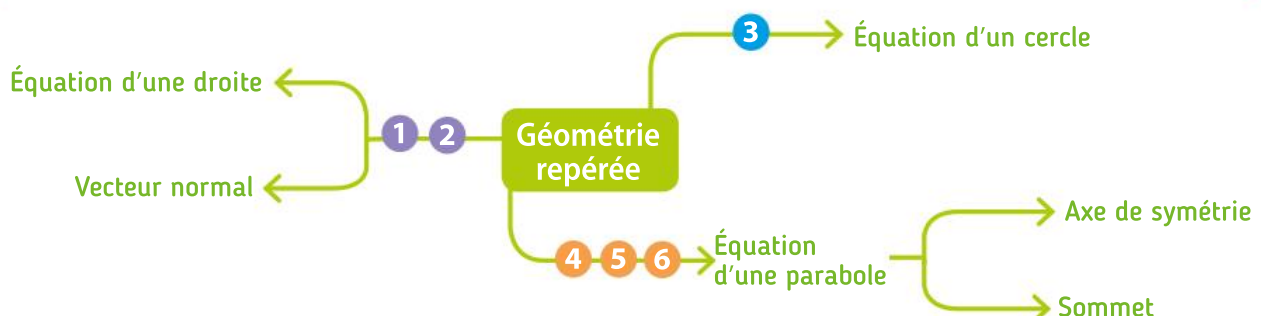 3
Équation d'un cercle
Équation d'une droite
1 2
Géométrie
repérée
Vecteur normal
Axe de symétrie
4 5 6
Équation
d'une parabole
Sommet